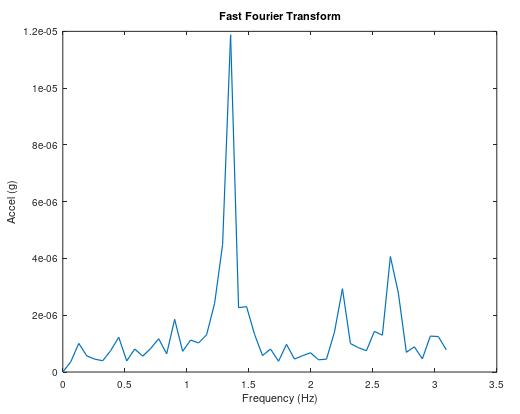 Fast Fourier Transform
1.2e-05
1e-05
8e-06
6e-06
4e-06
2e-06
0
Accel (g)
0 0.5 1 1.5 2 2.5 3 3.5
Frequency (Hz)